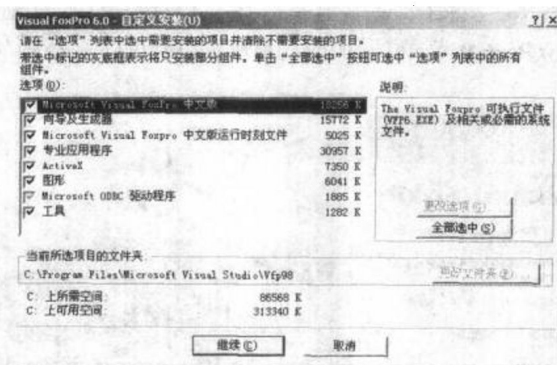 Visual FoxPro 6.0 - 自定义安装(U)
请在“选项”列表中选中需要安装的项目并清除不需要安装的项目。
带选中标记的灰底框表示将只安装部分组件。单击“全部选中”按钮可选中“选项”列表中的所有
组件。
选项(O):
说明:
Microsoft Visual FoxPro 中文版 18256 K
向导及生成器 15772 K
Microsoft Visual Foxpro 中文版运行时刻文件 5025 K
专业应用程序 30957 K
ActiveX 7350 K
图形 6041 K
Microsoft ODBC 驱动程序 1885 K
工具 1282 K
The Visual Foxpro 可执行文件
(VFP6.EXE) 及相关或必需的辅
文件。
更改选项(G)
全部选中(S)
当前所选项目的文件夹:
C:\Program Files\Microsoft Visual Studio\Vfp98
更改文件夹
C: 上所需空间: 86568 K
C: 上可用空间: 313340 K
继续(C)
取消